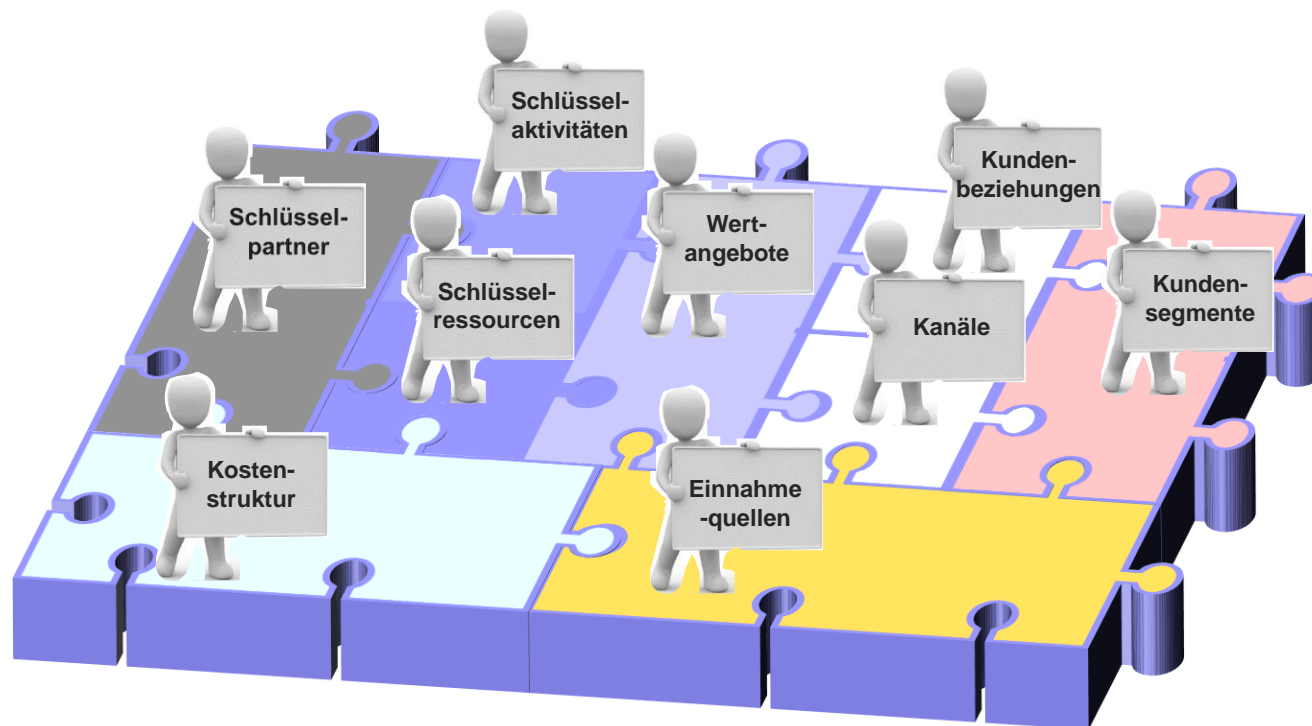 Schlüssel-
aktivitäten
Kunden-
beziehungen
Schlüssel-
partner
Wert-
angebote
Schlüssel-
ressourcen
Kanäle
Kunden-
segmente
Kosten-
struktur
Einnahme
-quellen